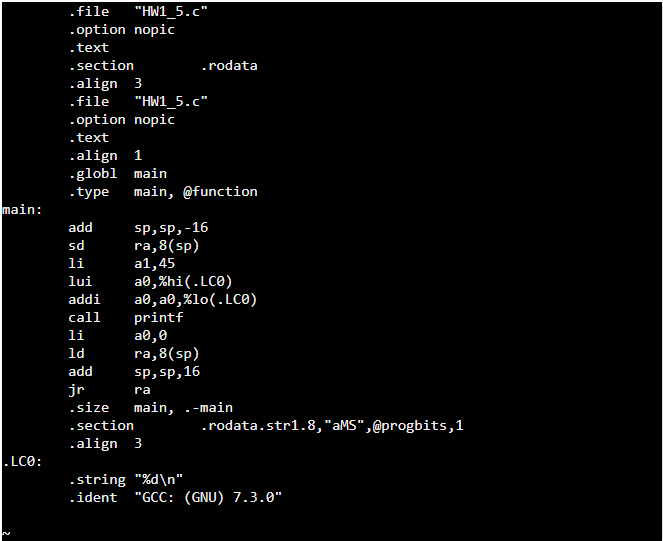 .file "HW1_5.c"
.option nopic
.text
.section .rodata
.align 3
.file "HW1_5.c"
.option nopic
.text
.align 1
.globl main
.type main, @function
main:
add sp,sp,-16
sd ra,8(sp)
li a1,45
lui a0,%hi(.LC0)
addi a0,a0,%lo(.LC0)
call printf
li a0,0
ld ra,8(sp)
add sp,sp,16
jr ra
.size main, .-main
.section .rodata.str1.8,"aMS",@progbits,1
.align 3
.LC0:
.string "%d\n"
.ident "GCC: (GNU) 7.3.0"
~